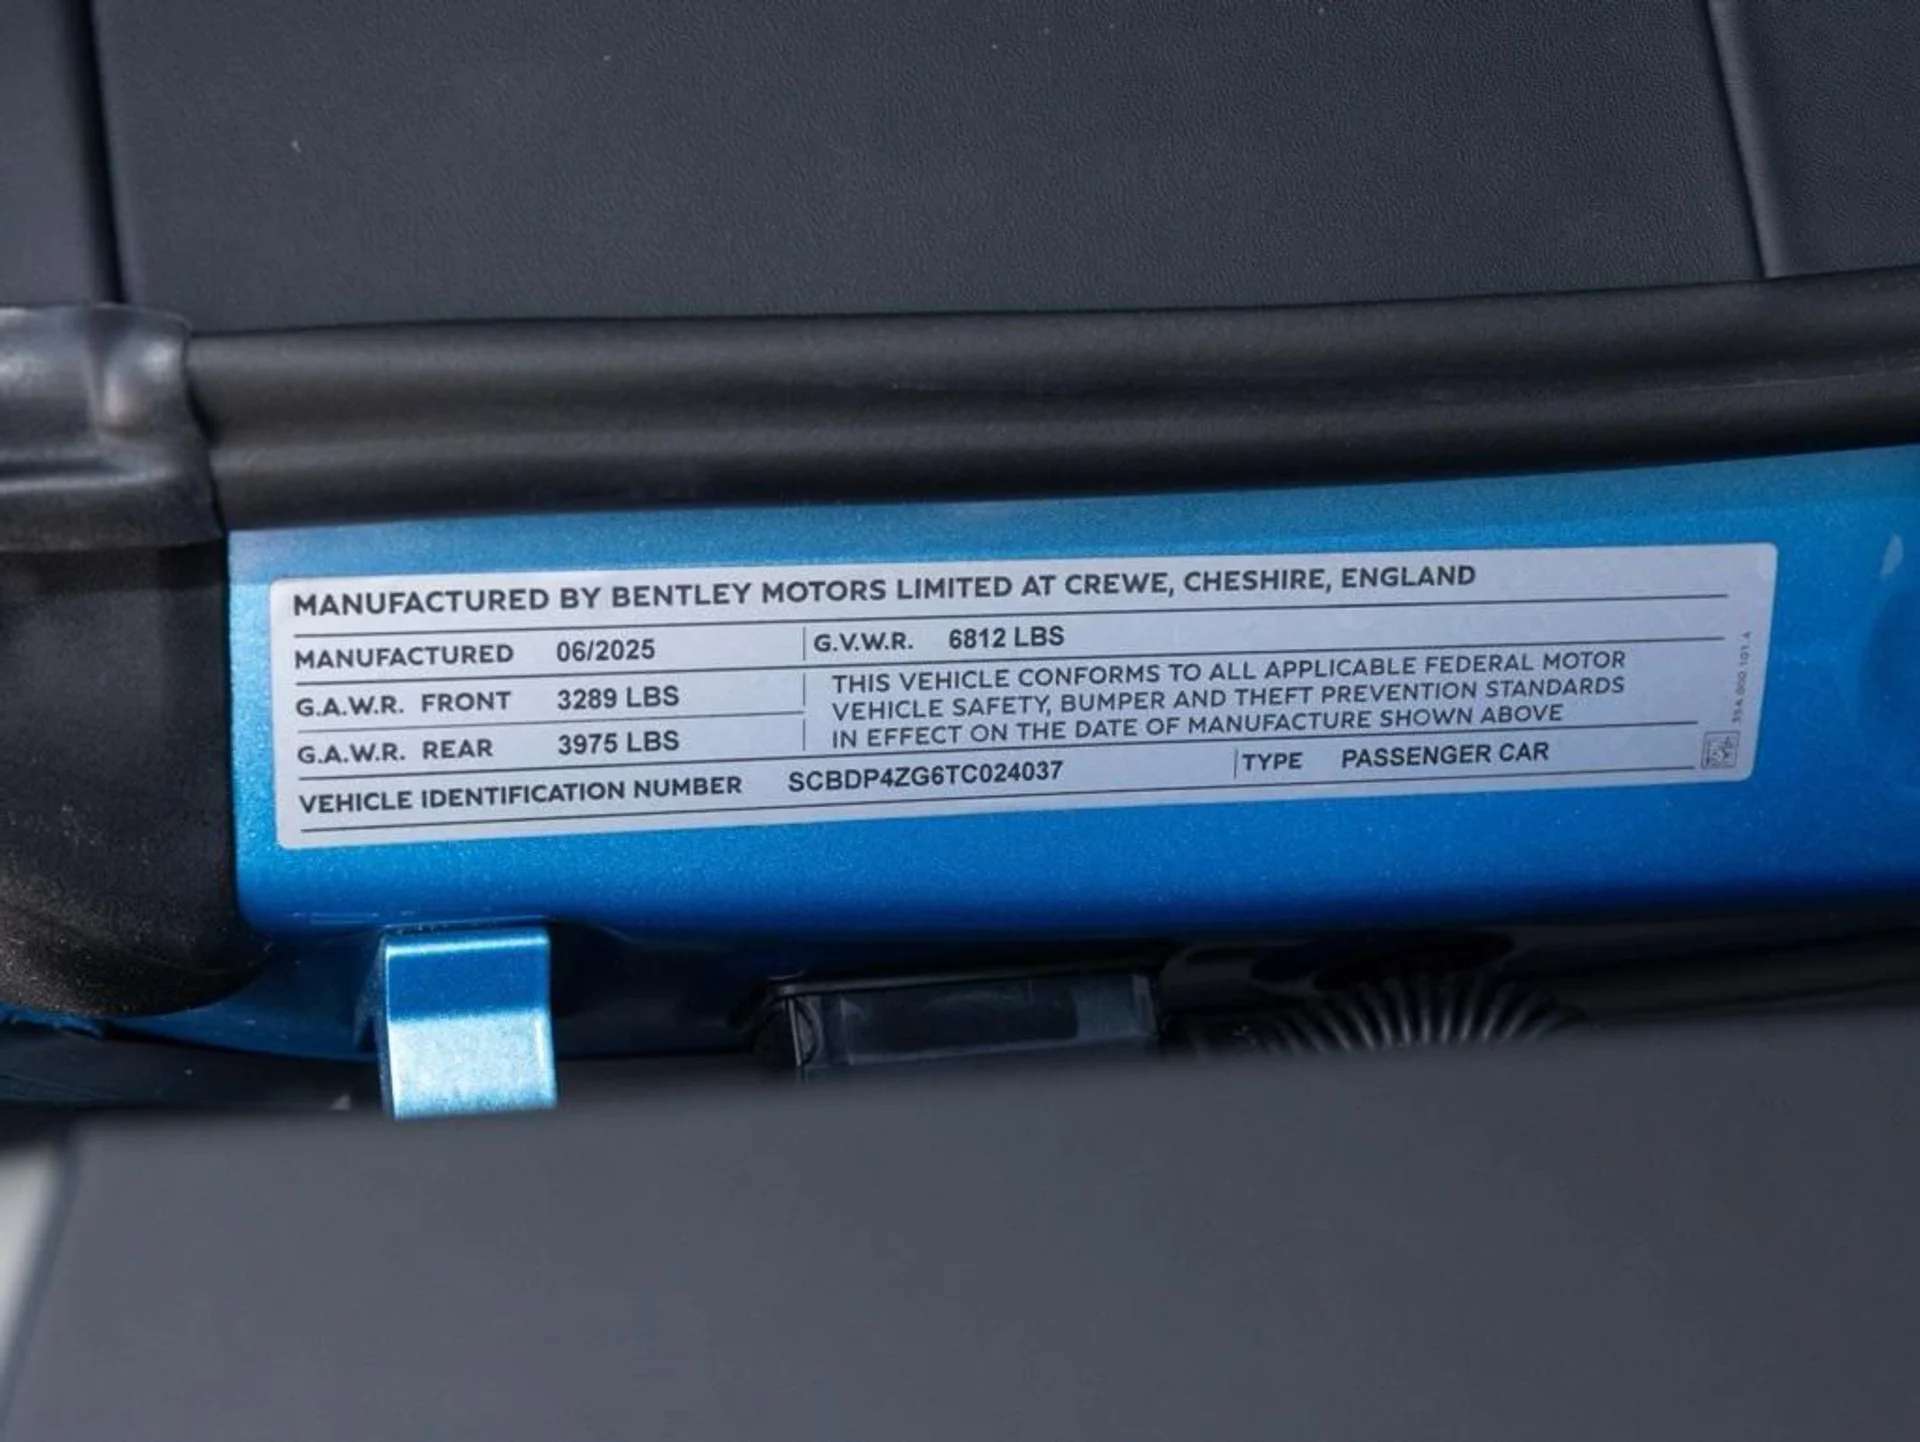 MANUFACTURED BY BENTLEY MOTORS LIMITED AT CREWE, CHESHIRE, ENGLAND
MANUFACTURED 06/2025 G.V.W.R. 6812 LBS
G.A.W.R. FRONT 3289 LBS
G.A.W.R. REAR 3975 LBS
THIS VEHICLE CONFORMS TO ALL APPLICABLE FEDERAL MOTOR
VEHICLE SAFETY, BUMPER AND THEFT PREVENTION STANDARDS
IN EFFECT ON THE DATE OF MANUFACTURE SHOWN ABOVE
VEHICLE IDENTIFICATION NUMBER SCBDP4ZG6TC024037 TYPE PASSENGER CAR